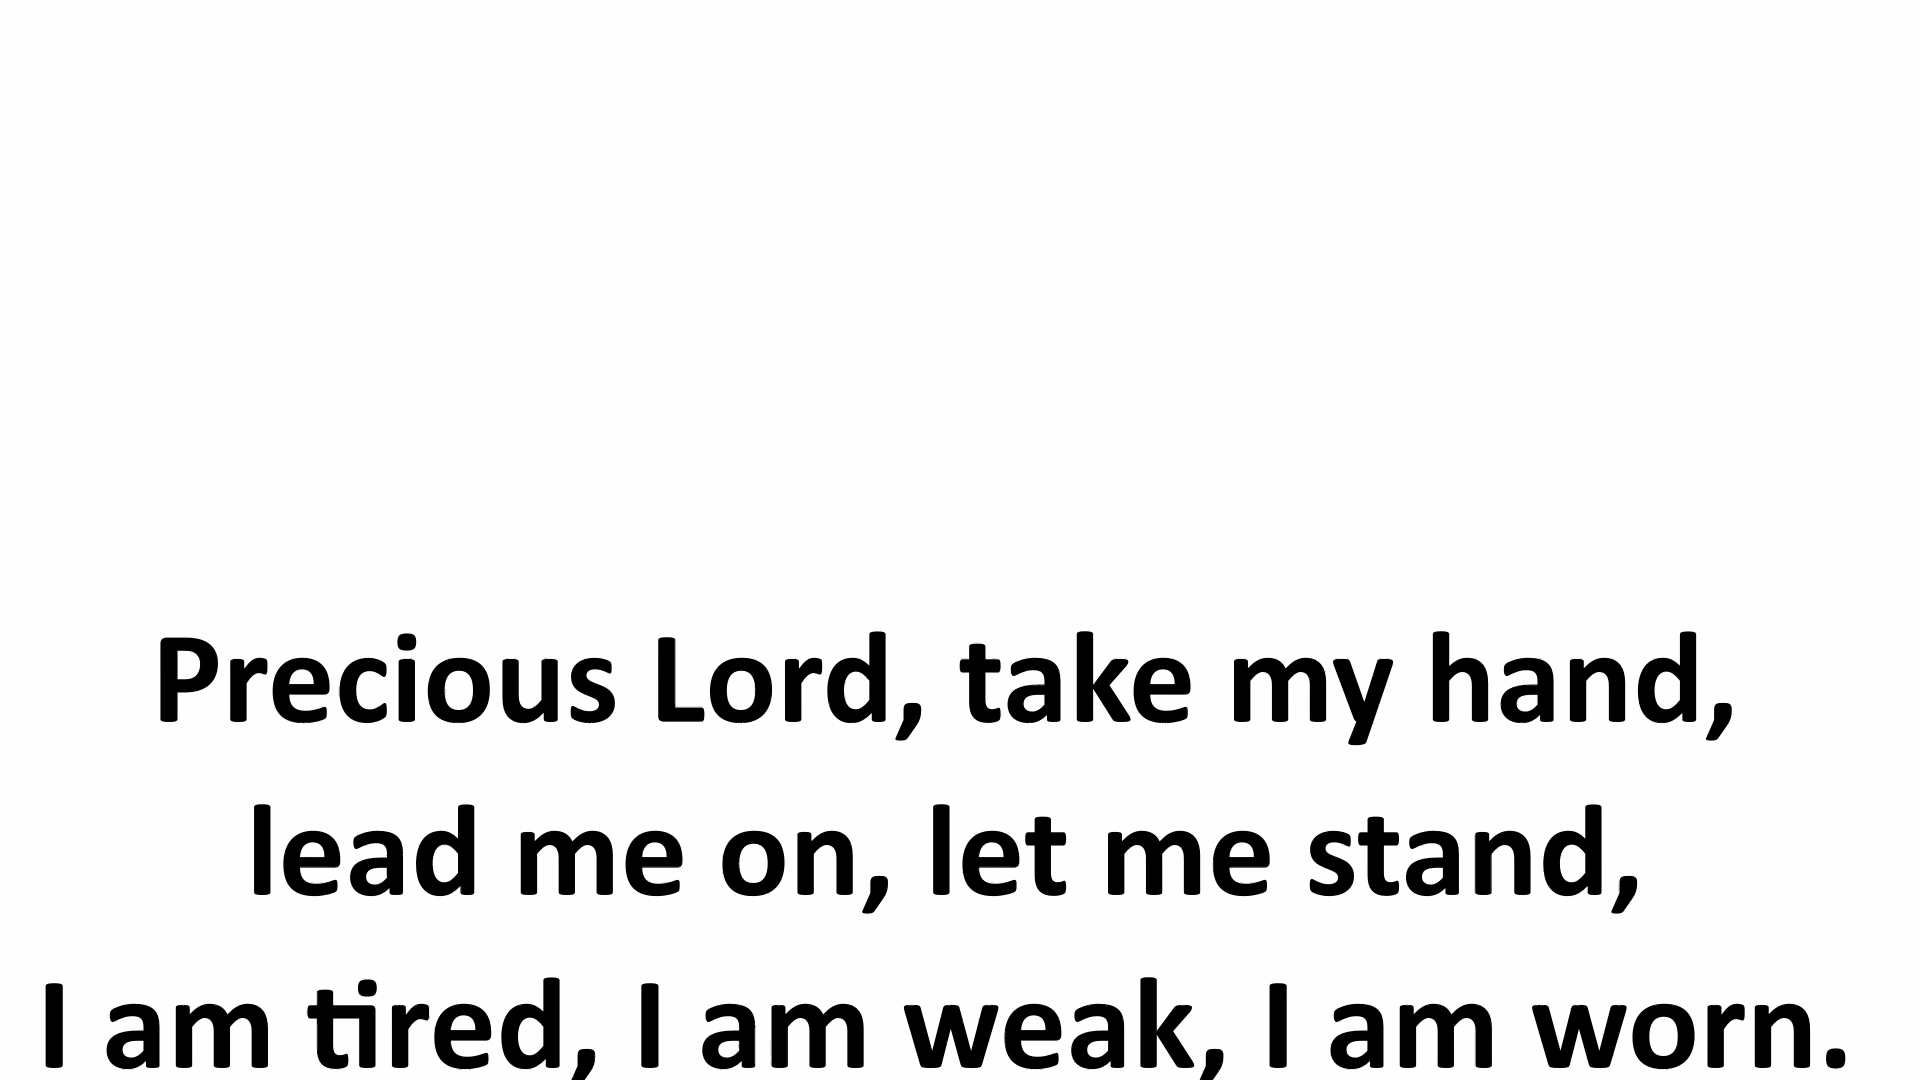 Precious Lord, take my hand,
lead me on, let me stand,
I am tired, I am weak, I am worn.